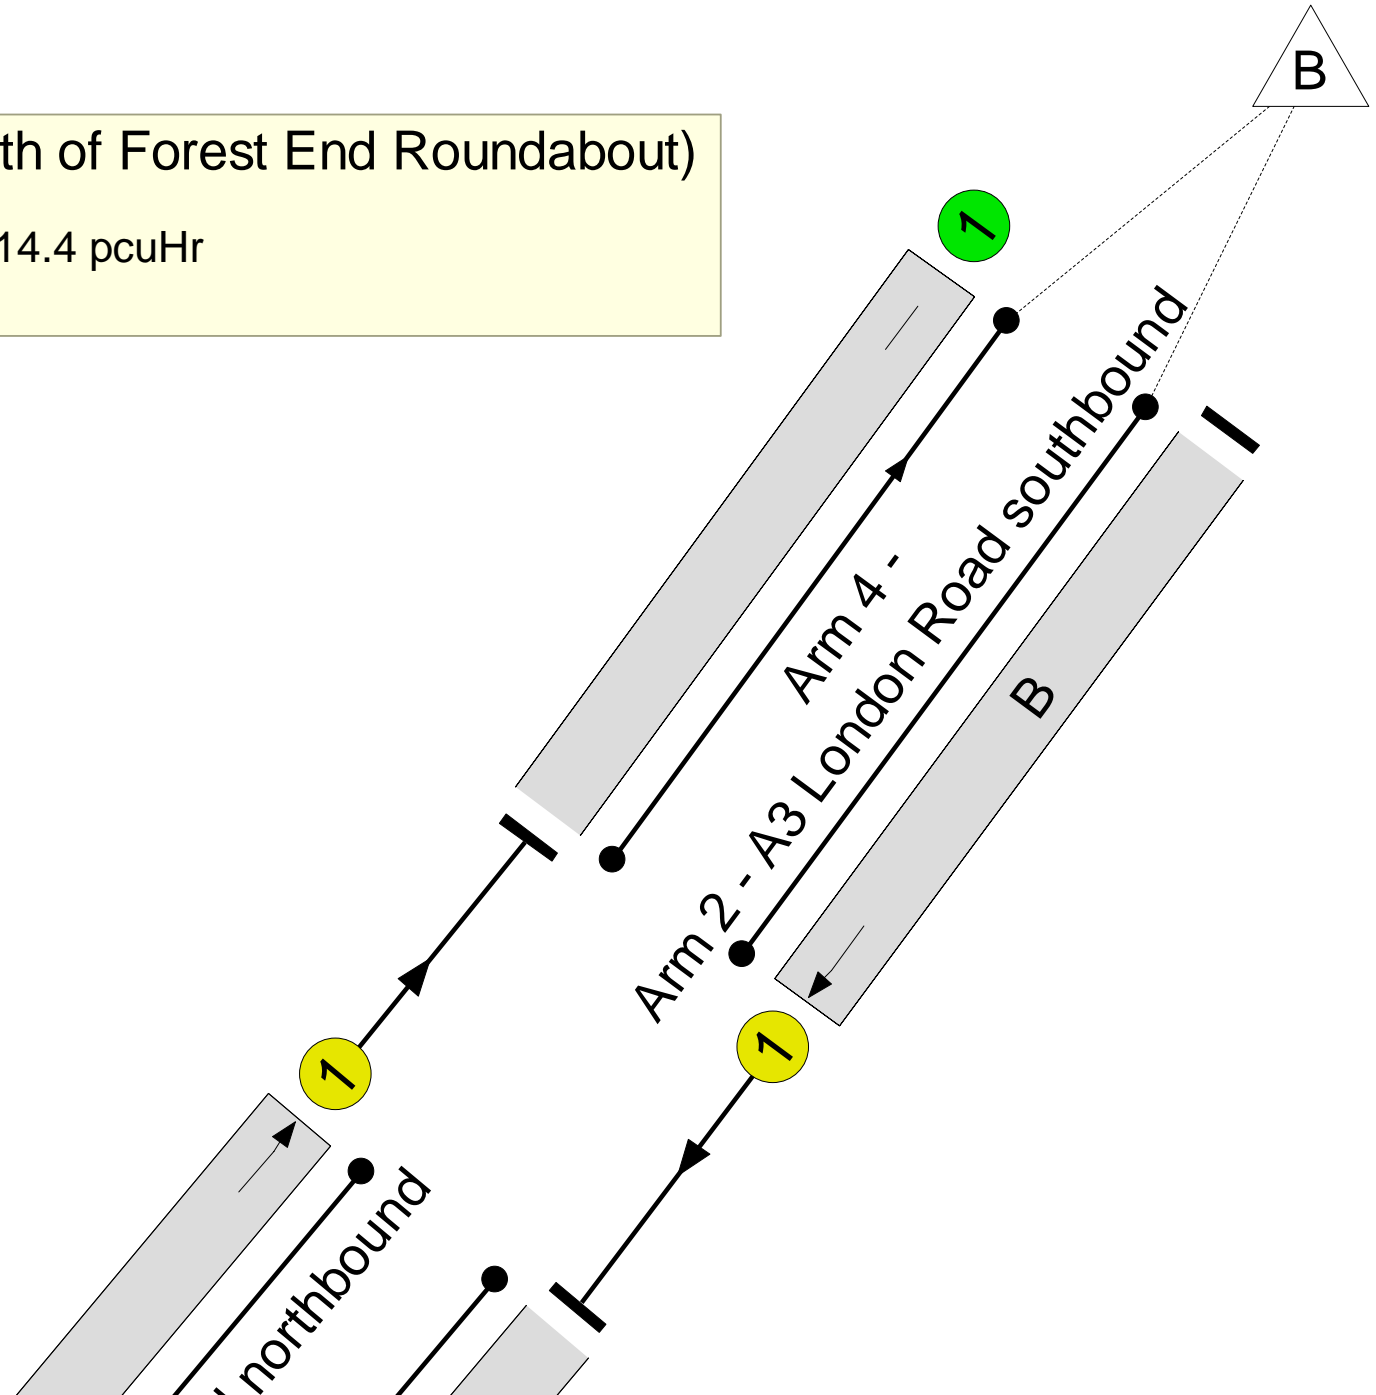 B
th of Forest End Roundabout)
14.4 pcuHr
1
Arm 4 -
Arm 2 - A3 London Road southbound
B
1
1
northbound